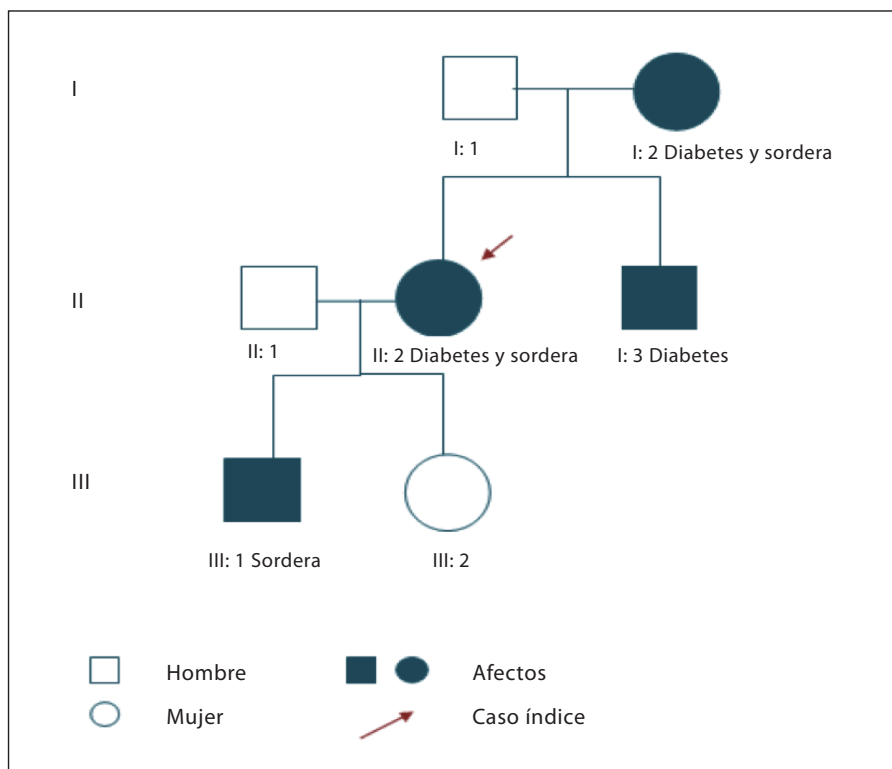 I
I: 1
I: 2 Diabetes y sordera
II
II: 1
II: 2 Diabetes y sordera
I: 3 Diabetes
III
III: 1 Sordera
III: 2
Hombre
Afectos
Mujer
Caso índice